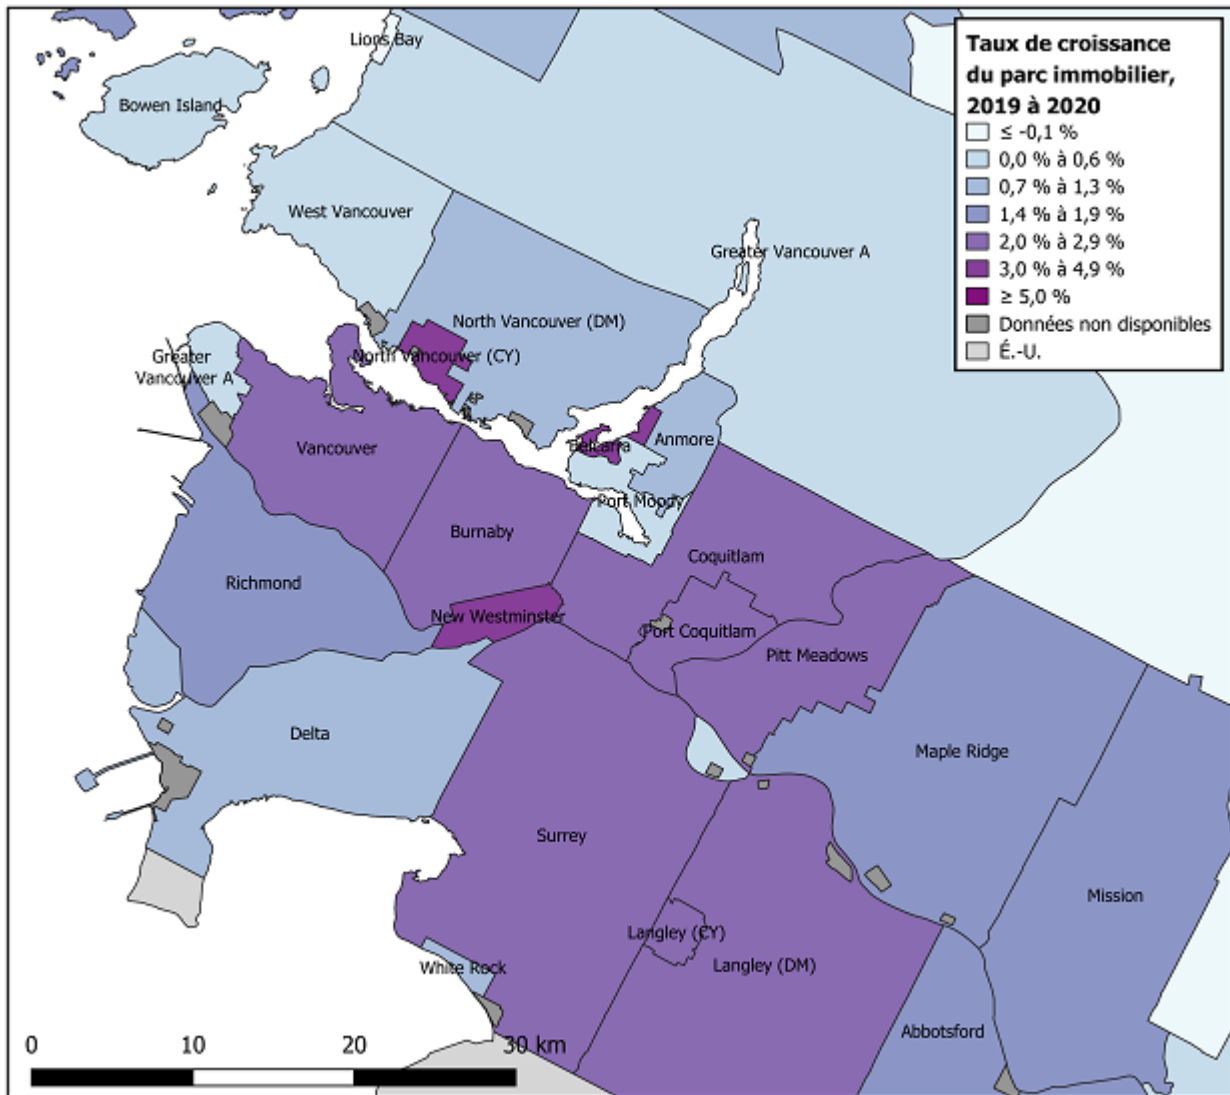 Lions Bay
Bowen Island
West Vancouver
Greater Vancouver A
North Vancouver (DM)
North Vancouver (CY)
Greater
Vancouver A
Vancouver
Belcarra
Anmore
Port Moody
Burnaby
Coquitlam
Richmond
New Westminster
Port Coquitlam
Pitt Meadows
Delta
Maple Ridge
Surrey
Mission
Langley (CY)
Langley (DM)
White Rock
Abbotsford
Taux de croissance
du parc immobilier,
2019 à 2020
≤ -0,1 %
0,0 % à 0,6 %
0,7 % à 1,3 %
1,4 % à 1,9 %
2,0 % à 2,9 %
3,0 % à 4,9 %
≥ 5,0 %
Données non disponibles
É.-U.
0 10 20 30 km